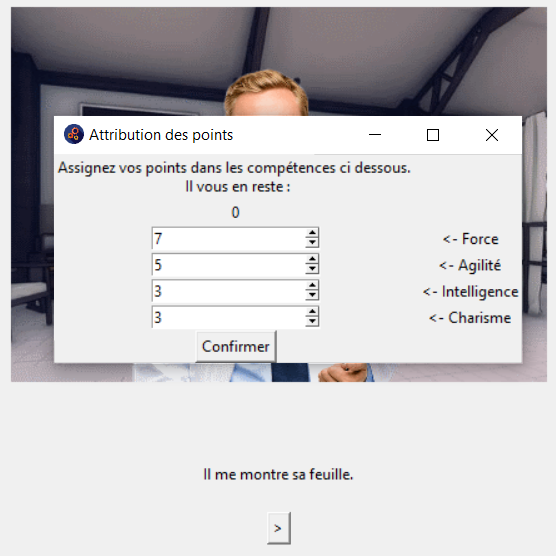 Attribution des points
Assignez vos points dans les compétences ci dessous.
Il vous en reste :
0
7 <- Force
5 <- Agilité
3 <- Intelligence
3 <- Charisme
Confirmer
Il me montre sa feuille.
>